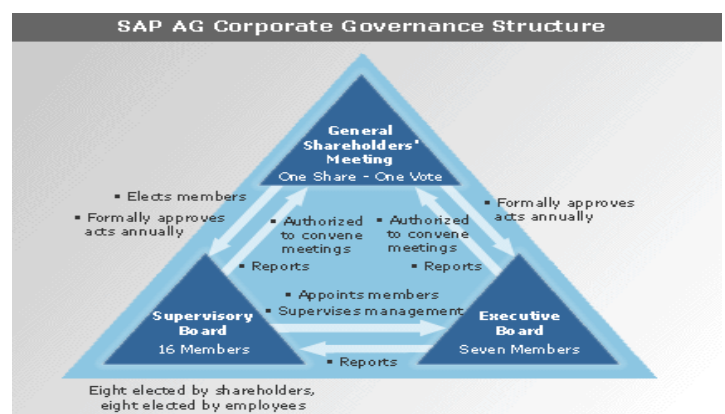 SAP AG Corporate Governance Structure
General
Shareholders'
Meeting
One Share - One Vote
▪ Elects members
▪ Formally approves
acts annually
▪ Authorized
to convene
meetings
▪ Reports
▪ Authorized
to convene
meetings
▪ Reports
▪ Formally approves
acts annually
▪ Appoints members
▪ Supervises management
Supervisory
Board
16 Members
Executive
Board
Seven Members
▪ Reports
Eight elected by shareholders,
eight elected by employees